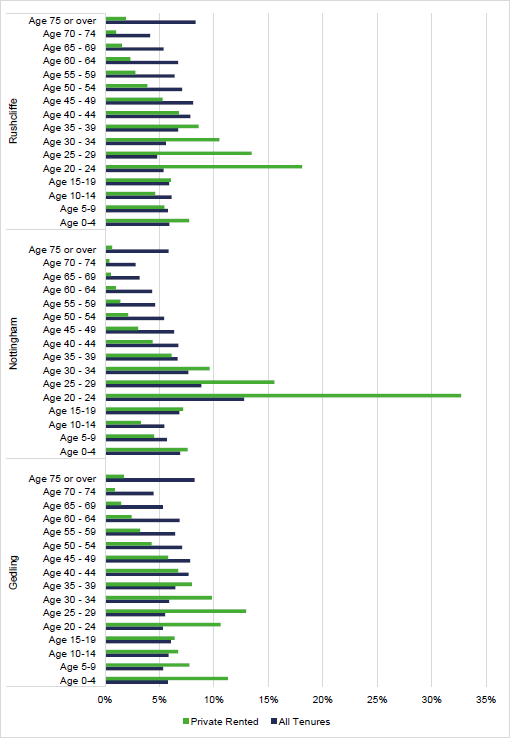 Rushcliffe
Age 75 or over
Age 70 - 74
Age 65 - 69
Age 60 - 64
Age 55 - 59
Age 50 - 54
Age 45 - 49
Age 40 - 44
Age 35 - 39
Age 30 - 34
Age 25 - 29
Age 20 - 24
Age 15-19
Age 10-14
Age 5-9
Age 0-4
Nottingham
Age 75 or over
Age 70 - 74
Age 65 - 69
Age 60 - 64
Age 55 - 59
Age 50 - 54
Age 45 - 49
Age 40 - 44
Age 35 - 39
Age 30 - 34
Age 25 - 29
Age 20 - 24
Age 15-19
Age 10-14
Age 5-9
Age 0-4
Gedling
Age 75 or over
Age 70 - 74
Age 65 - 69
Age 60 - 64
Age 55 - 59
Age 50 - 54
Age 45 - 49
Age 40 - 44
Age 35 - 39
Age 30 - 34
Age 25 - 29
Age 20 - 24
Age 15-19
Age 10-14
Age 5-9
Age 0-4
0% 5% 10% 15% 20% 25% 30% 35%
Private Rented All Tenures